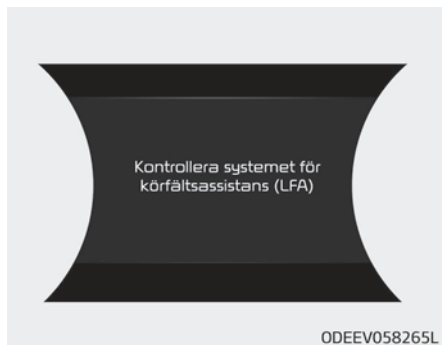 Kontrollera systemet för
körfältsassistans (LFA)
ODEEV058265L